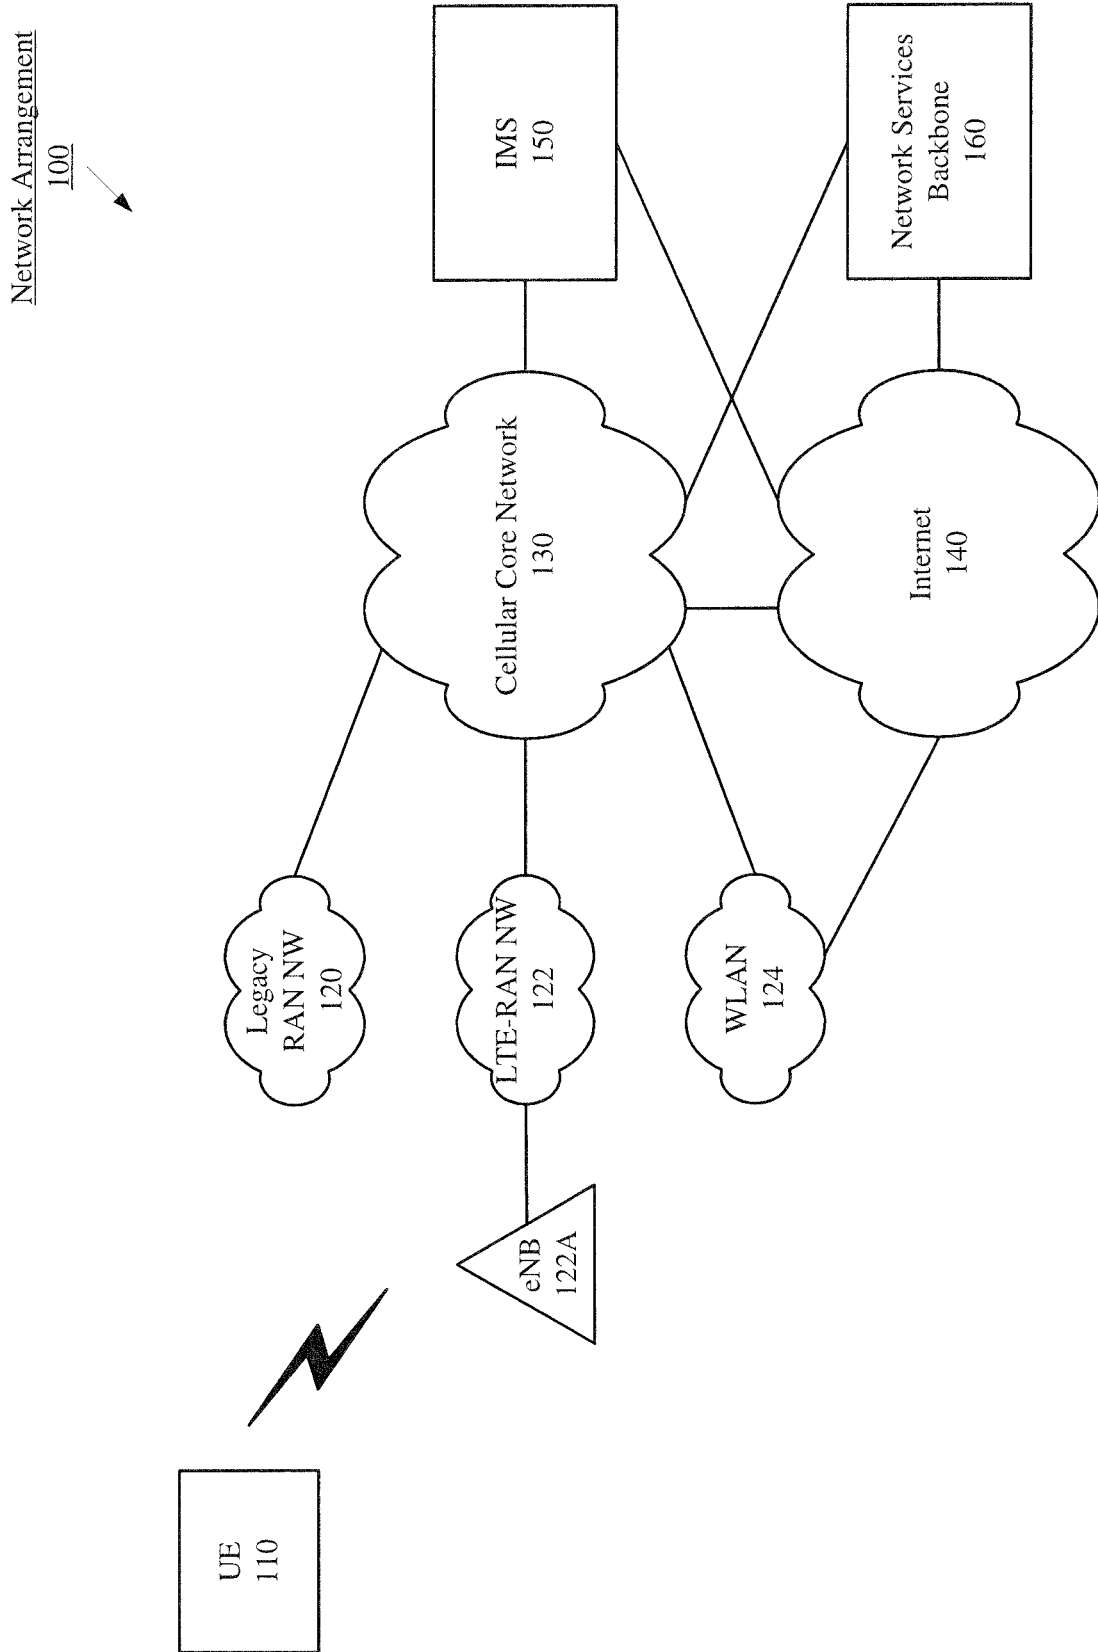 Network Arrangement
100
UE
110
eNB
122A
Legacy
RAN NW
120
LTE-RAN NW
122
WLAN
124
Cellular Core Network
130
Internet
140
IMS
150
Network Services
Backbone
160